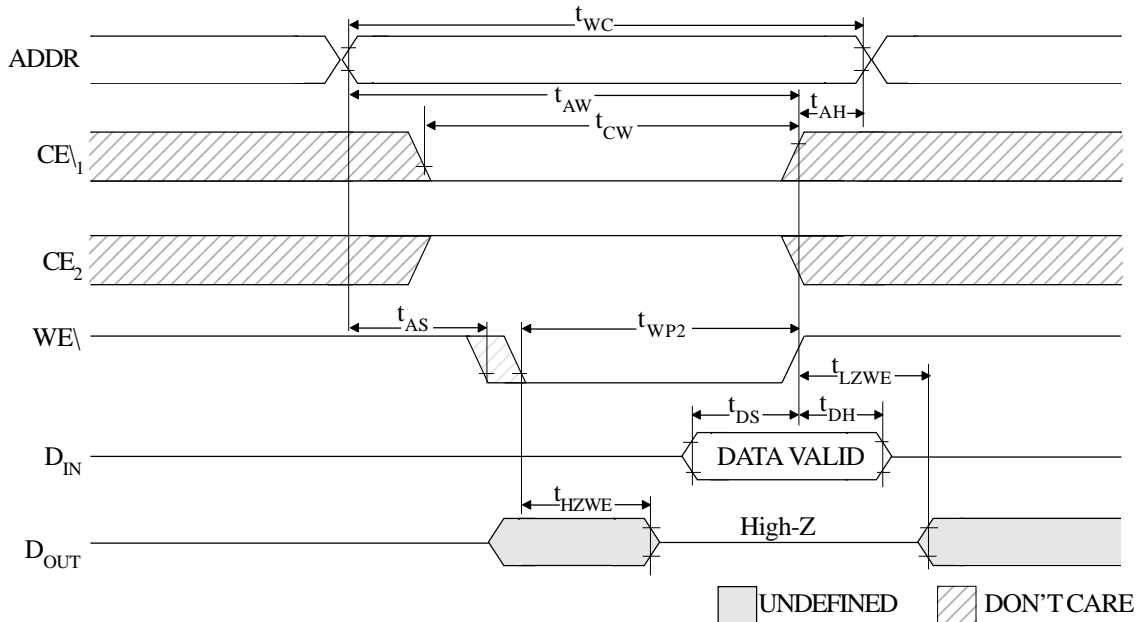 tWC
ADDR
tAW
tAH
tCW
CE\1
CE2
tAS
tWP2
WE\
tLZWE
tDS
tDH
DIN
DATA VALID
tHZWE
High-Z
DOUT
UNDEFINED
DON'T CARE